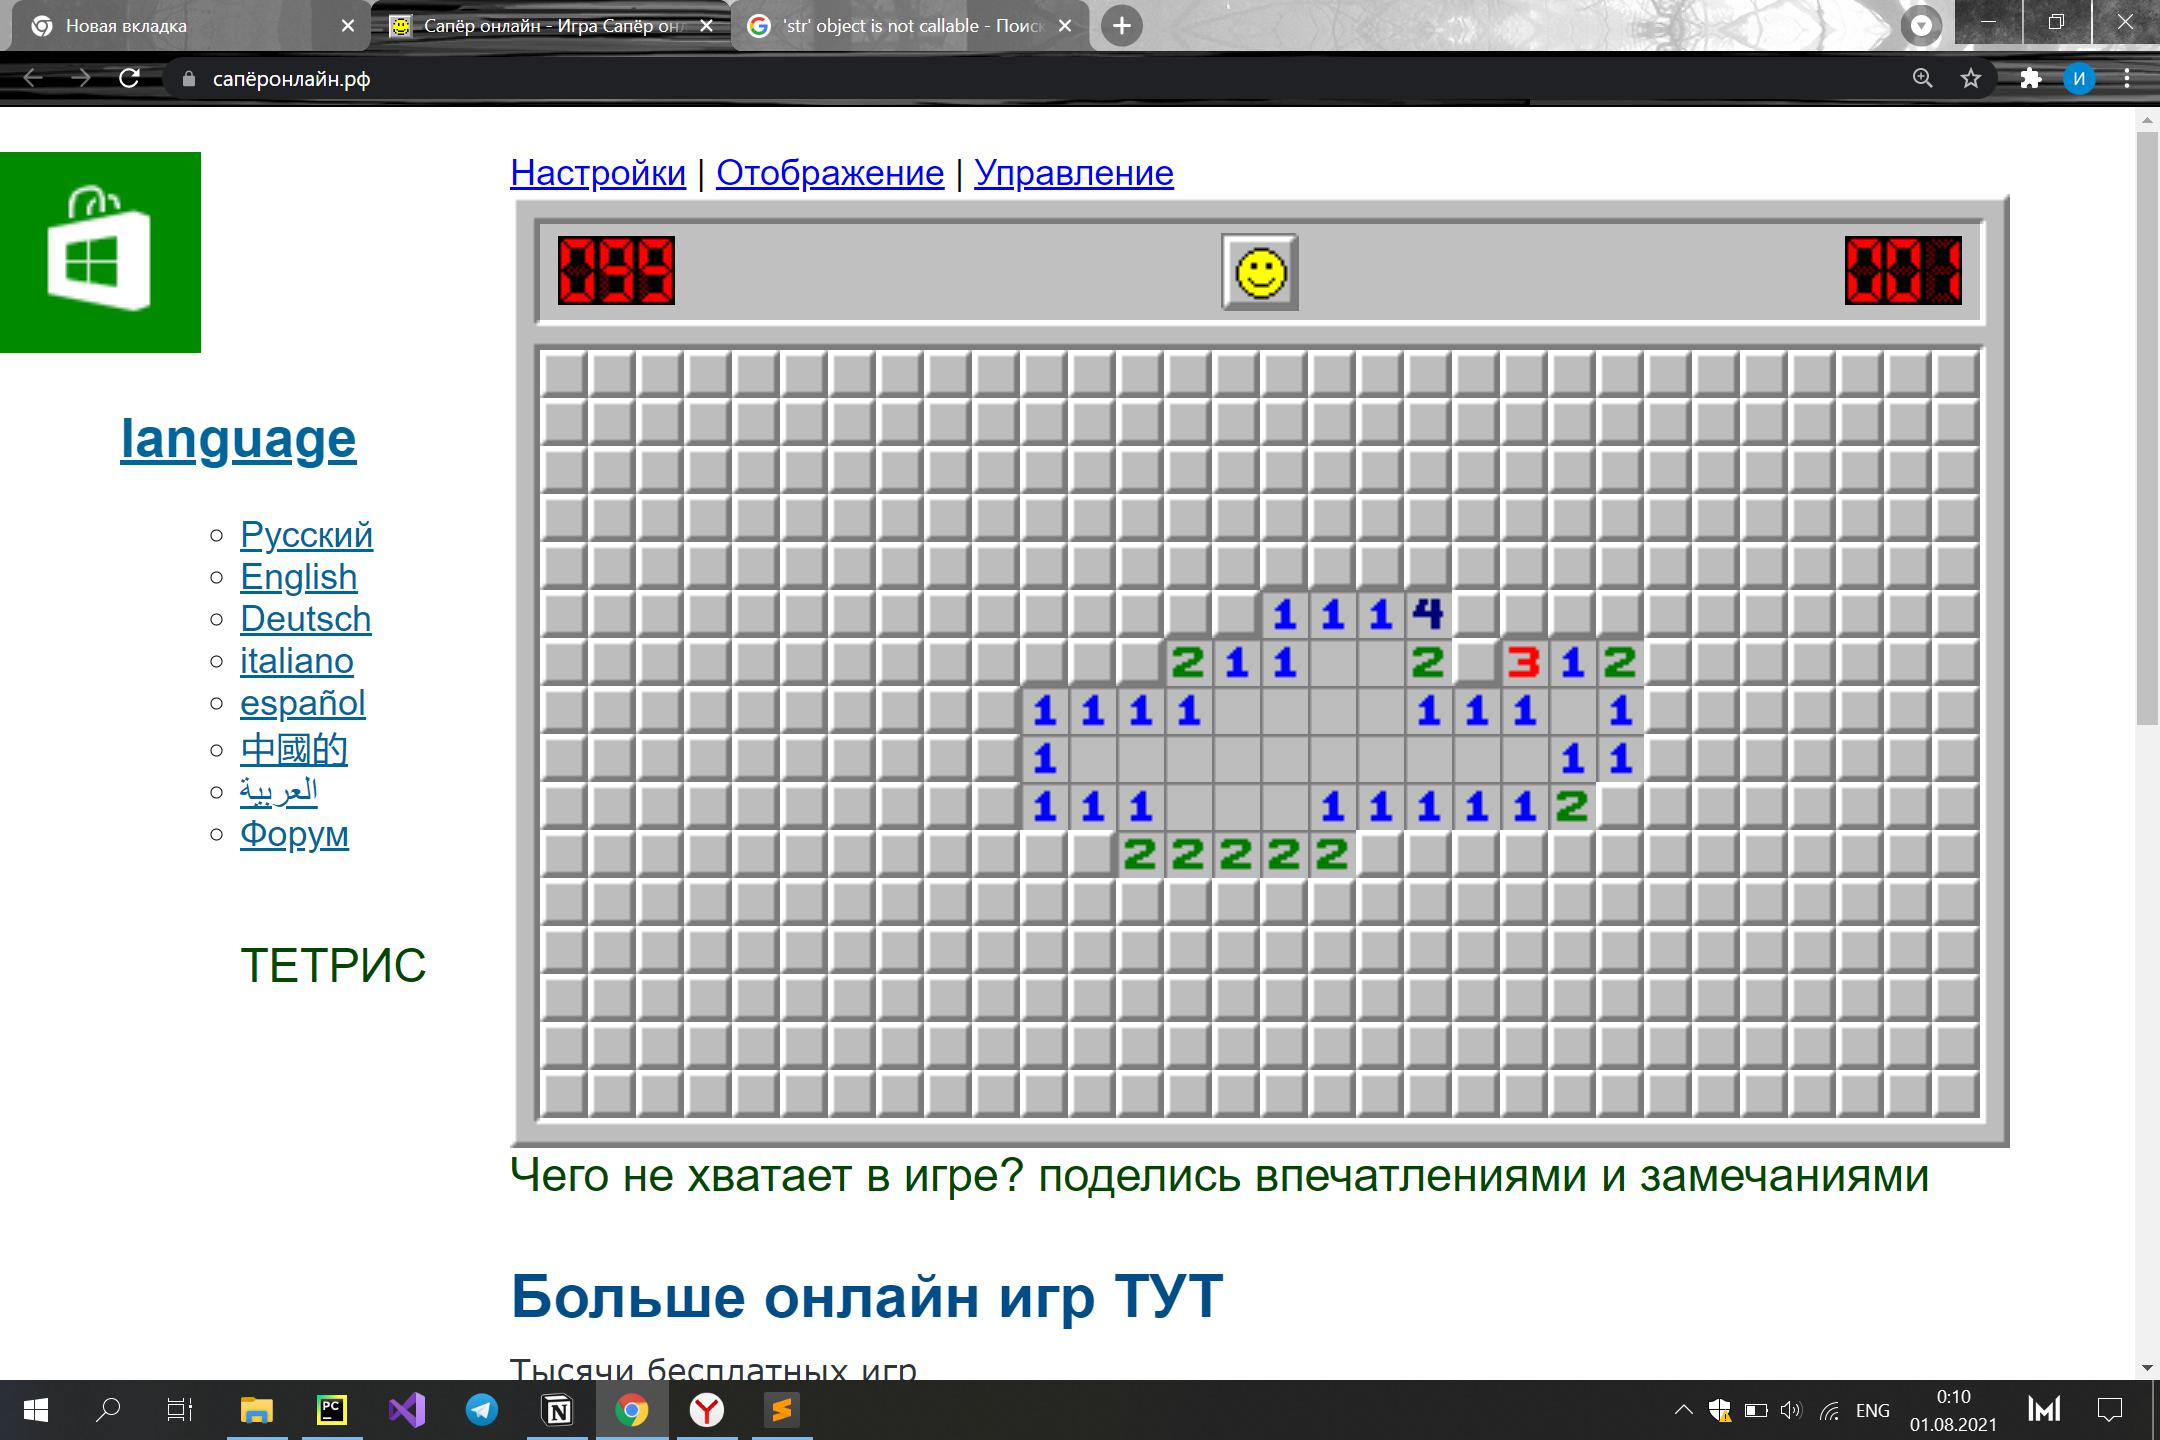 Новая вкладка
Сапёр онлайн - Игра Сапёр онл
'str' object is not callable - Поиск
сапёронлайн.рф
И
Настройки | Отображение | Управление
099
001
language
Русский
English
Deutsch
italiano
español
中國的
العربية
Форум
ТЕТРИС
1 1 1 4
2 1 1 2 3 1 2
1 1 1 1 1 1 1 1
1 1 1
1 1 1 1 1 1 1 1 2
2 2 2 2 2
Чего не хватает в игре? поделись впечатлениями и замечаниями
Больше онлайн игр ТУТ
Тысячи бесплатных игр
PC
N
Y
S
ENG
0:10
01.08.2021